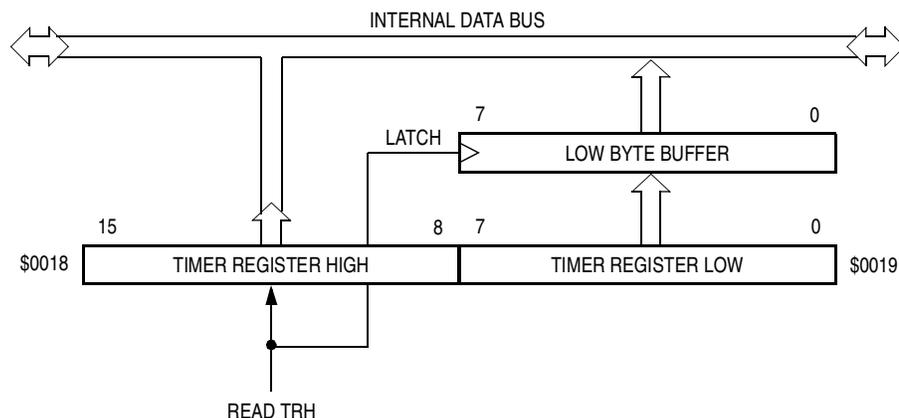 INTERNAL DATA BUS
7 0
LATCH
LOW BYTE BUFFER
15 8 7 0
$0018 TIMER REGISTER HIGH TIMER REGISTER LOW $0019
READ TRH